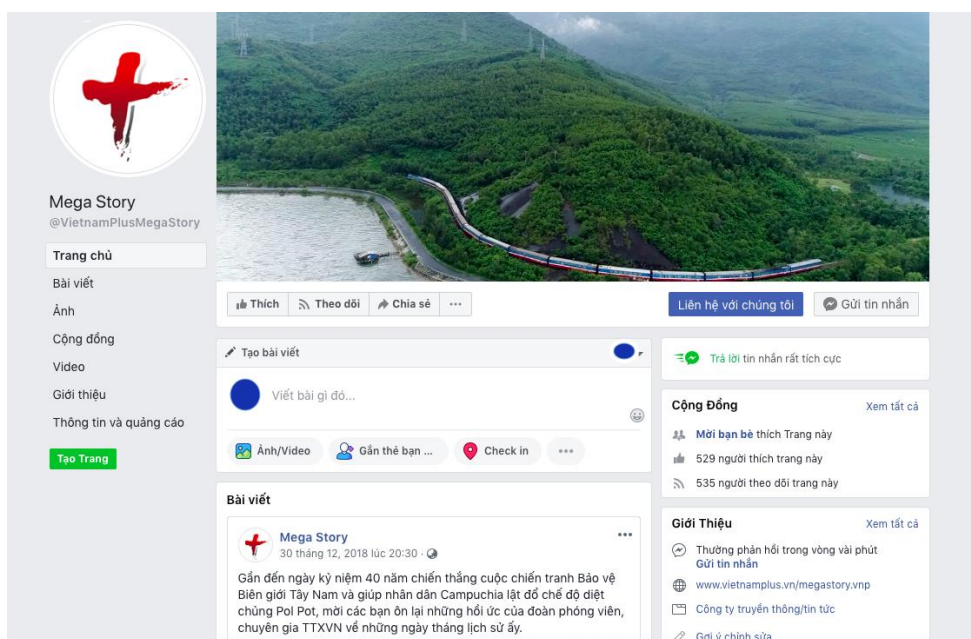 Mega Story
@VietnamPlusMegaStory
Trang chủ
Bài viết
Ảnh
Cộng đồng
Video
Giới thiệu
Thông tin và quảng cáo
Tạo Trang
Thích
Theo dõi
Chia sẻ
Liên hệ với chúng tôi
Gửi tin nhắn
Tạo bài viết
Viết bài gì đó...
Ảnh/Video
Gắn thẻ bạn ...
Check in
Bài viết
Mega Story
30 tháng 12, 2018 lúc 20:30 ·
Gần đến ngày kỷ niệm 40 năm chiến thắng cuộc chiến tranh Bảo vệ
Biên giới Tây Nam và giúp nhân dân Campuchia lật đổ chế độ diệt
chủng Pol Pot, mời các bạn ôn lại những hồi ức của đoàn phóng viên,
chuyên gia TTXVN về những ngày tháng lịch sử ấy.
Trả lời tin nhắn rất tích cực
Cộng Đồng
Xem tất cả
Mời bạn bè thích Trang này
529 người thích trang này
535 người theo dõi trang này
Giới Thiệu
Xem tất cả
Thường phản hồi trong vòng vài phút
Gửi tin nhắn
www.vietnamplus.vn/megastory.vnp
Công ty truyền thông/tin tức
Gợi ý chỉnh sửa